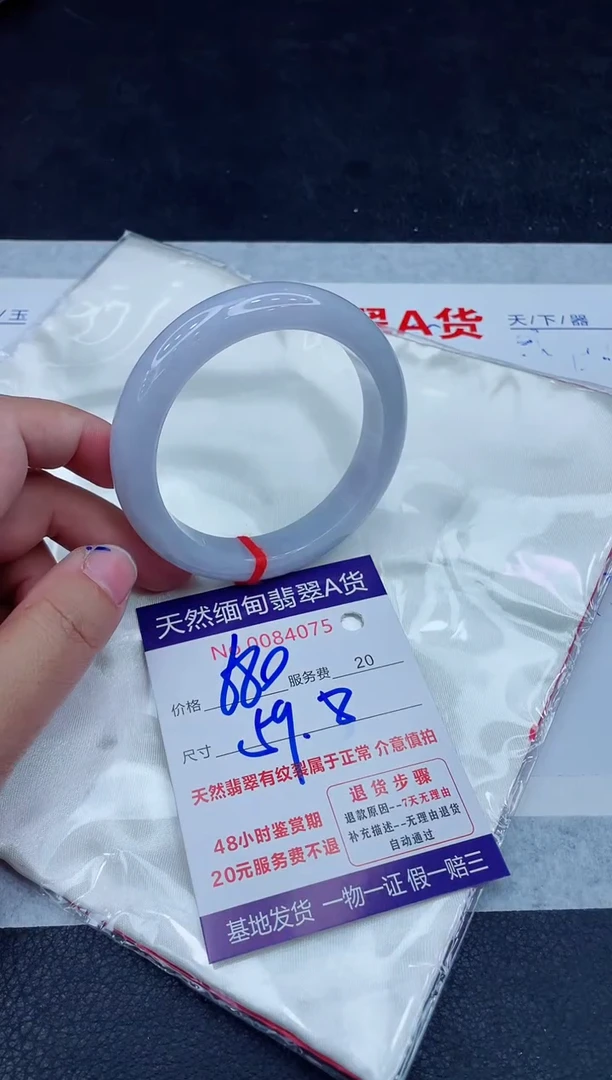 /玉
翠A货
天/下/器
天然缅甸翡翠A货
No 0084075
价格 680 服务费 20
尺寸 59.8
天然翡翠有纹裂属于正常 介意慎拍
48小时鉴赏期
20元服务费不退
退货步骤
退款原因--7天无理由
补充描述--无理由退货
自动通过
基地发货 一物一证 假一赔三